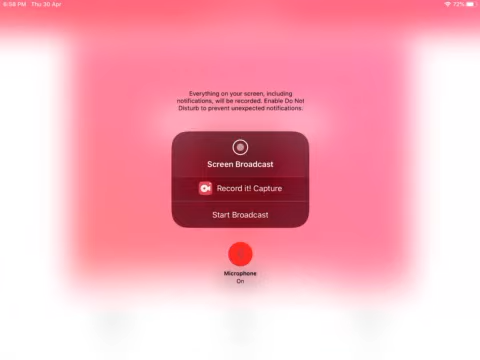 6:58 PM Thu 30 Apr 72%
Everything on your screen, including
notifications, will be recorded. Enable Do Not
Disturb to prevent unexpected notifications.
Screen Broadcast
Record it! Capture
Start Broadcast
Microphone
On